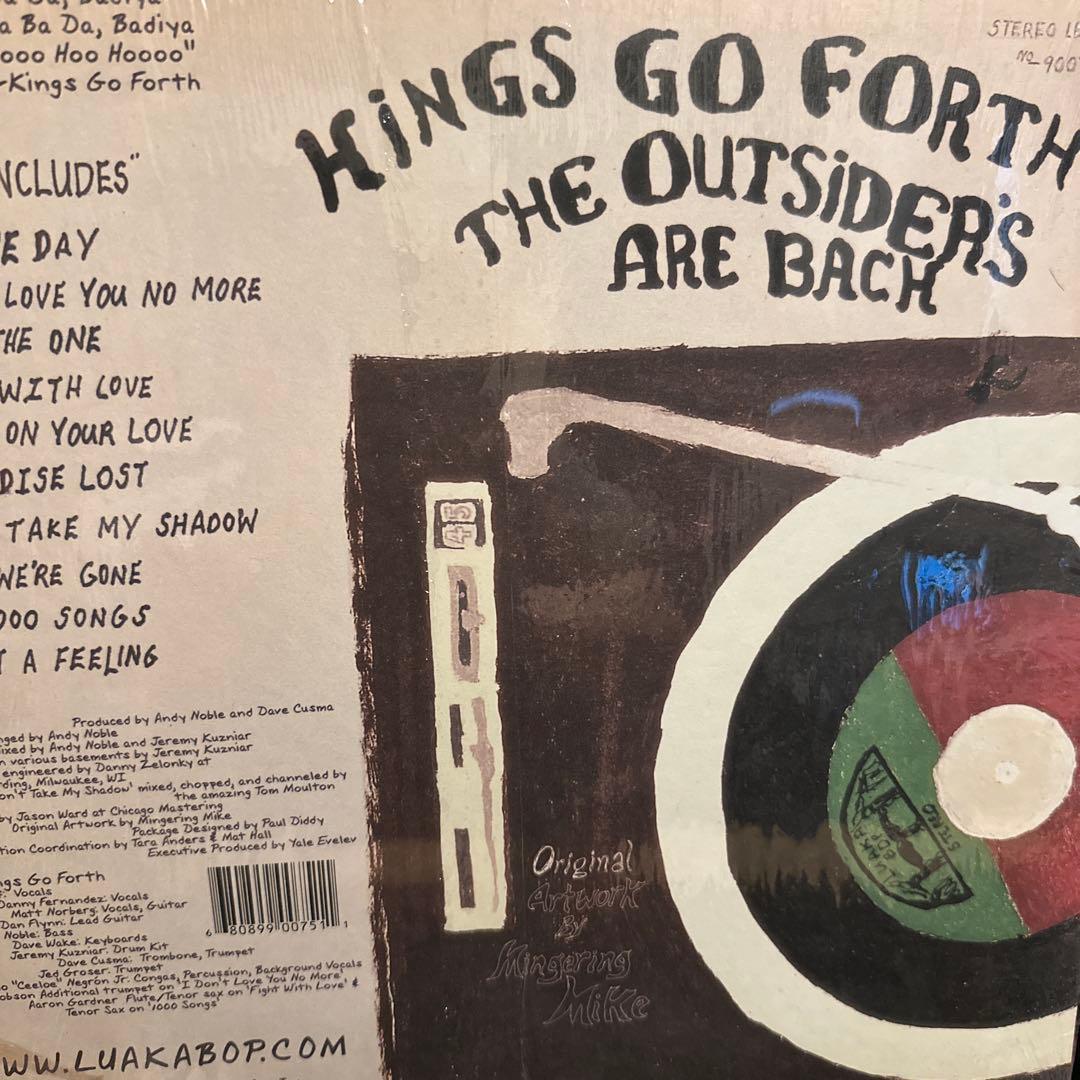 a Ba Da, Badiya
oooo Hoo Hoooo"
-Kings Go Forth
NCLUDES"
E DAY
LOVE YOU NO MORE
THE ONE
WITH LOVE
ON YOUR LOVE
DISE LOST
TAKE MY SHADOW
WE'RE GONE
000 SONGS
T A FEELING
Produced by Andy Noble and Dave Cusma
nged by Andy Noble
ixed by Andy Noble and Jeremy Kuzniar
n various basements by Jeremy Kuzniar
engineered by Danny Zelonky at
rding, Milwaukee, WI
on't Take My Shadow' mixed, chopped, and channeled by
the amazing Tom Moulton
by Jason Ward at Chicago Mastering
Original Artwork by Mingering Mike
Package Designed by Paul Diddy
tion Coordination by Tara Anders & Mat Hall
Executive Produced by Yale Evelev
ngs Go Forth
: Vocals
Danny Fernandez: Vocals
Matt Norberg: Vocals, Guitar
Dan Flynn: Lead Guitar
Noble: Bass
Dave Wake: Keyboards
Jeremy Kuzniar: Drum Kit
Dave Cusma: Trombone, Trumpet
Jed Groser: Trumpet
o "Ceeloe" Negron Jr. Congas, Percussion, Background Vocals
obson Additional trumpet on 'I Don't Love You No More'
Aaron Gardner Flute/Tenor sax on 'Fight With Love' &
Tenor Sax on '1000 Songs'
6 80899 00751 1
WW.LUAKABOP.COM
STEREO LE
No 900
KiNGS GO FORTH
THE OUTSiDER'S
ARE BACK
45
LUAKA
BOP
STEREO
Original
Artwork
By
Mingering
Mike